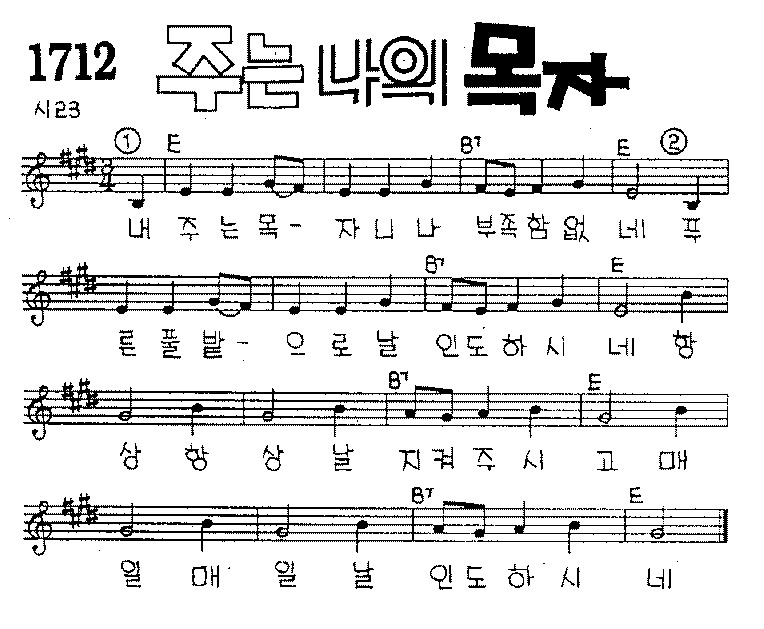 1712 주는 나의 목자
시23
① E B7 E ②
3 4
내 주 는 목 - 자 니 나 부족함 없 네 푸
B7 E
른 풀 밭 - 으 로 날 인도하 시 네 항
B7 E
상 항 상 날 지켜주 시 고 매
B7 E
일 매 일 날 인도하 시 네